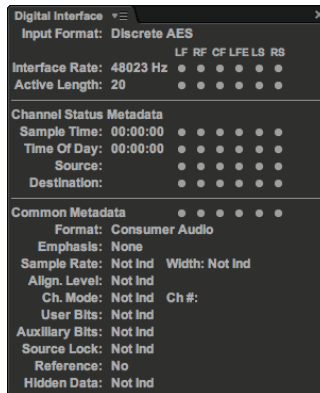 Digital Interface
Input Format: Discrete AES
LF RF CF LFE LS RS
Interface Rate: 48023 Hz
Active Length: 20
Channel Status Metadata
Sample Time: 00:00:00
Time Of Day: 00:00:00
Source:
Destination:
Common Metadata
Format: Consumer Audio
Emphasis: None
Sample Rate: Not Ind Width: Not Ind
Align. Level: Not Ind
Ch. Mode: Not Ind Ch #:
User Bits: Not Ind
Auxiliary Bits: Not Ind
Source Lock: Not Ind
Reference: No
Hidden Data: Not Ind